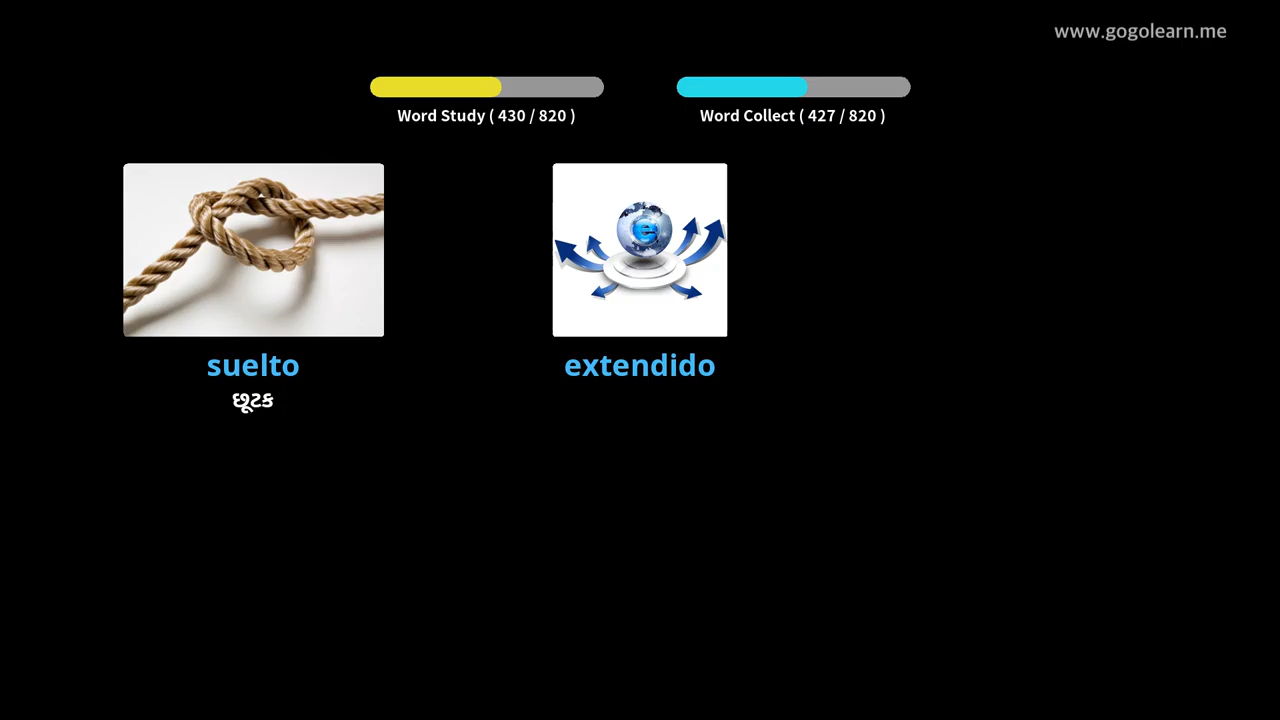 www.gogolearn.me
Word Study ( 430 / 820 )
Word Collect ( 427 / 820 )
e
suelto
extendido
છૂટક